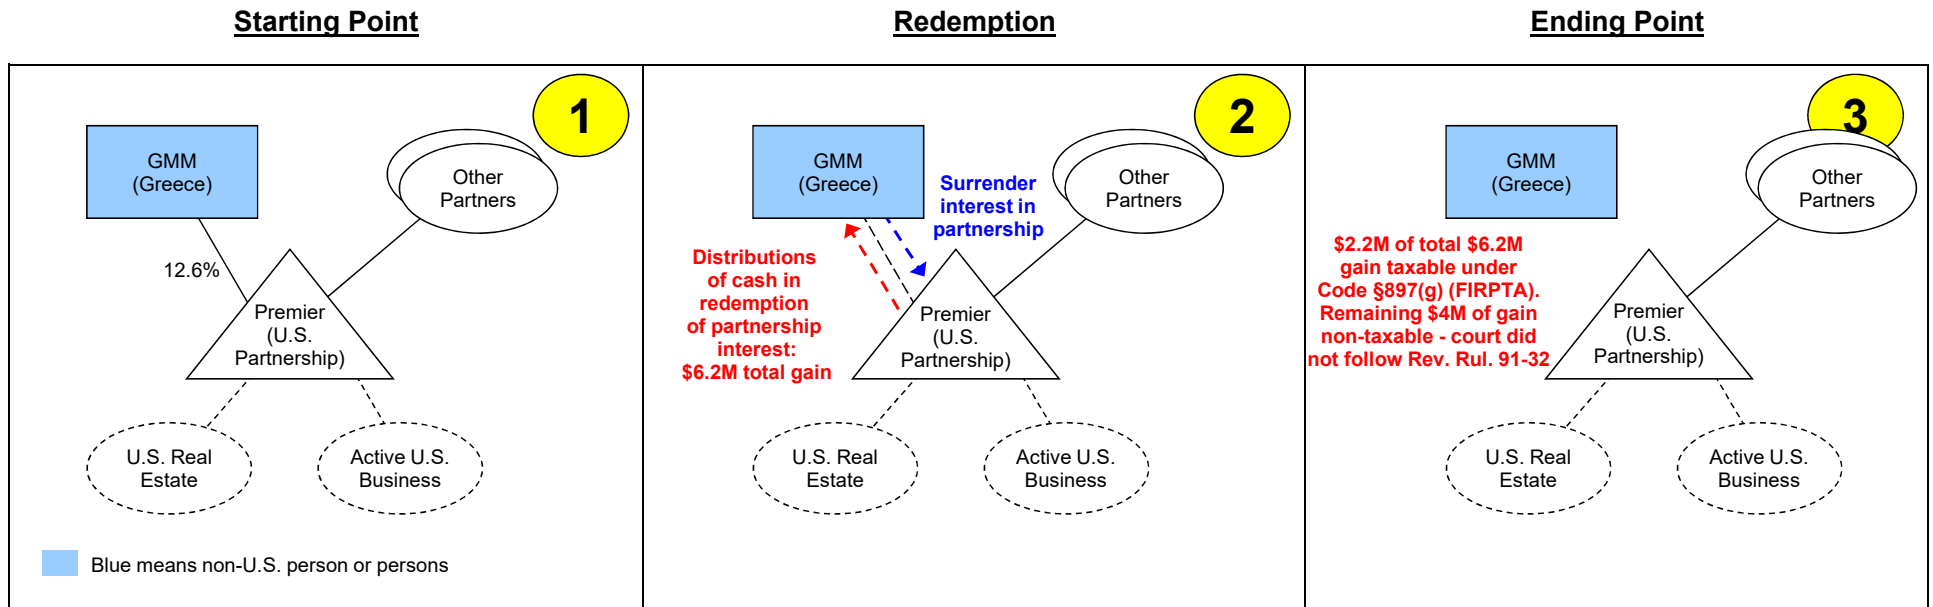 Starting Point
Redemption
Ending Point
1
GMM
(Greece)
Other
Partners
12.6%
Premier
(U.S.
Partnership)
U.S. Real
Estate
Active U.S.
Business
Blue means non-U.S. person or persons
2
GMM
(Greece)
Surrender
interest in
partnership
Other
Partners
Distributions
of cash in
redemption
of partnership
interest:
$6.2M total gain
Premier
(U.S.
Partnership)
U.S. Real
Estate
Active U.S.
Business
3
GMM
(Greece)
Other
Partners
$2.2M of total $6.2M
gain taxable under
Code §897(g) (FIRPTA).
Remaining $4M of gain
non-taxable - court did
not follow Rev. Rul. 91-32
Premier
(U.S.
Partnership)
U.S. Real
Estate
Active U.S.
Business